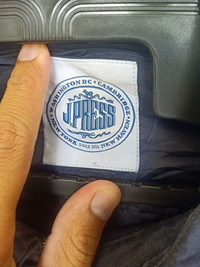 WASHINGTON DC • CAMBRIDGE
J.PRESS
SINCE 1902
NEW YORK
NEW HAVEN